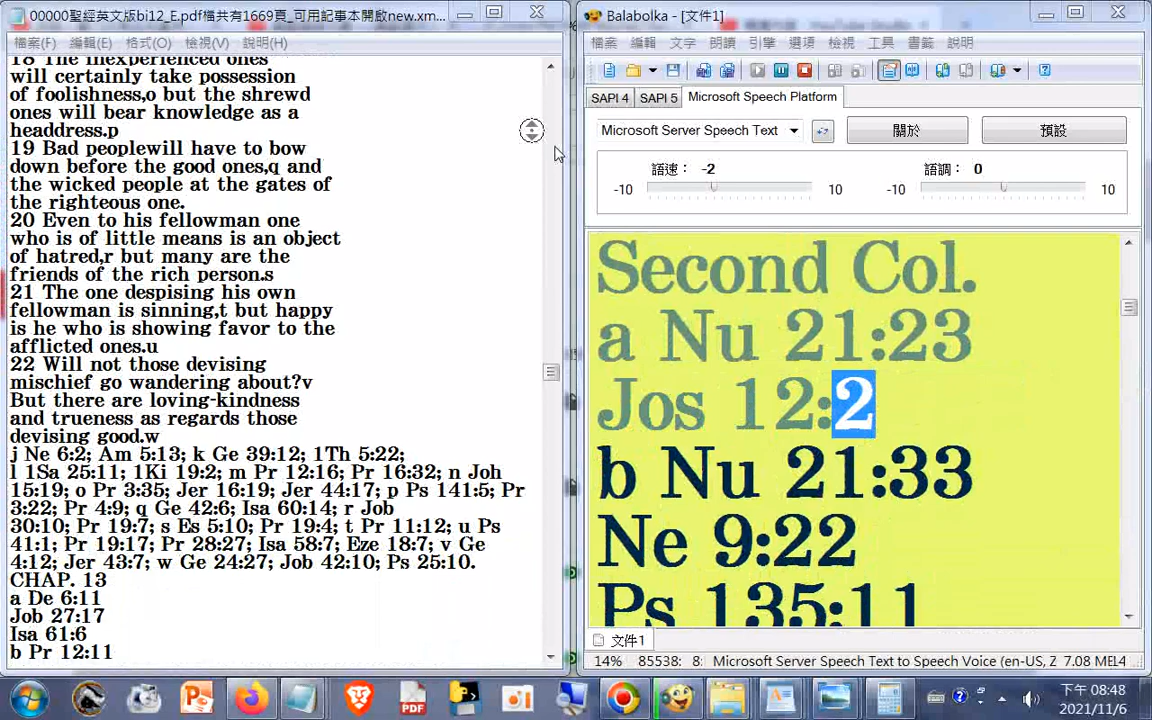 00000聖經英文版bi12_E.pdf檔共有1669頁_可用記事本開啟new.xm...
檔案(F) 編輯(E) 格式(O) 檢視(V) 說明(H)
18 The inexperienced ones
will certainly take possession
of foolishness,o but the shrewd
ones will bear knowledge as a
headdress.p
19 Bad peoplewill have to bow
down before the good ones,q and
the wicked people at the gates of
the righteous one.
20 Even to his fellowman one
who is of little means is an object
of hatred,r but many are the
friends of the rich person.s
21 The one despising his own
fellowman is sinning,t but happy
is he who is showing favor to the
afflicted ones.u
22 Will not those devising
mischief go wandering about?v
But there are loving-kindness
and trueness as regards those
devising good.w
j Ne 6:2; Am 5:13; k Ge 39:12; 1Th 5:22;
l 1Sa 25:11; 1Ki 19:2; m Pr 12:16; Pr 16:32; n Joh
15:19; o Pr 3:35; Jer 16:19; Jer 44:17; p Ps 141:5; Pr
3:22; Pr 4:9; q Ge 42:6; Isa 60:14; r Job
30:10; Pr 19:7; s Es 5:10; Pr 19:4; t Pr 11:12; u Ps
41:1; Pr 19:17; Pr 28:27; Isa 58:7; Eze 18:7; v Ge
4:12; Jer 43:7; w Ge 24:27; Job 42:10; Ps 25:10.
CHAP. 13
a De 6:11
Job 27:17
Isa 61:6
b Pr 12:11
Balabolka - [文件1]
檔案 編輯 文字 朗讀 引擎 選項 檢視 工具 書籤 說明
SAPI 4 SAPI 5 Microsoft Speech Platform
Microsoft Server Speech Text 關於 預設
語速： -2 語調： 0
-10 10 -10 10
Second Col.
a Nu 21:23
Jos 12:2
b Nu 21:33
Ne 9:22
Ps 135:11
文件1
14% 85538: 8: Microsoft Server Speech Text to Speech Voice (en-US, Z 7.08 MEL4
下午 08:48
2021/11/6